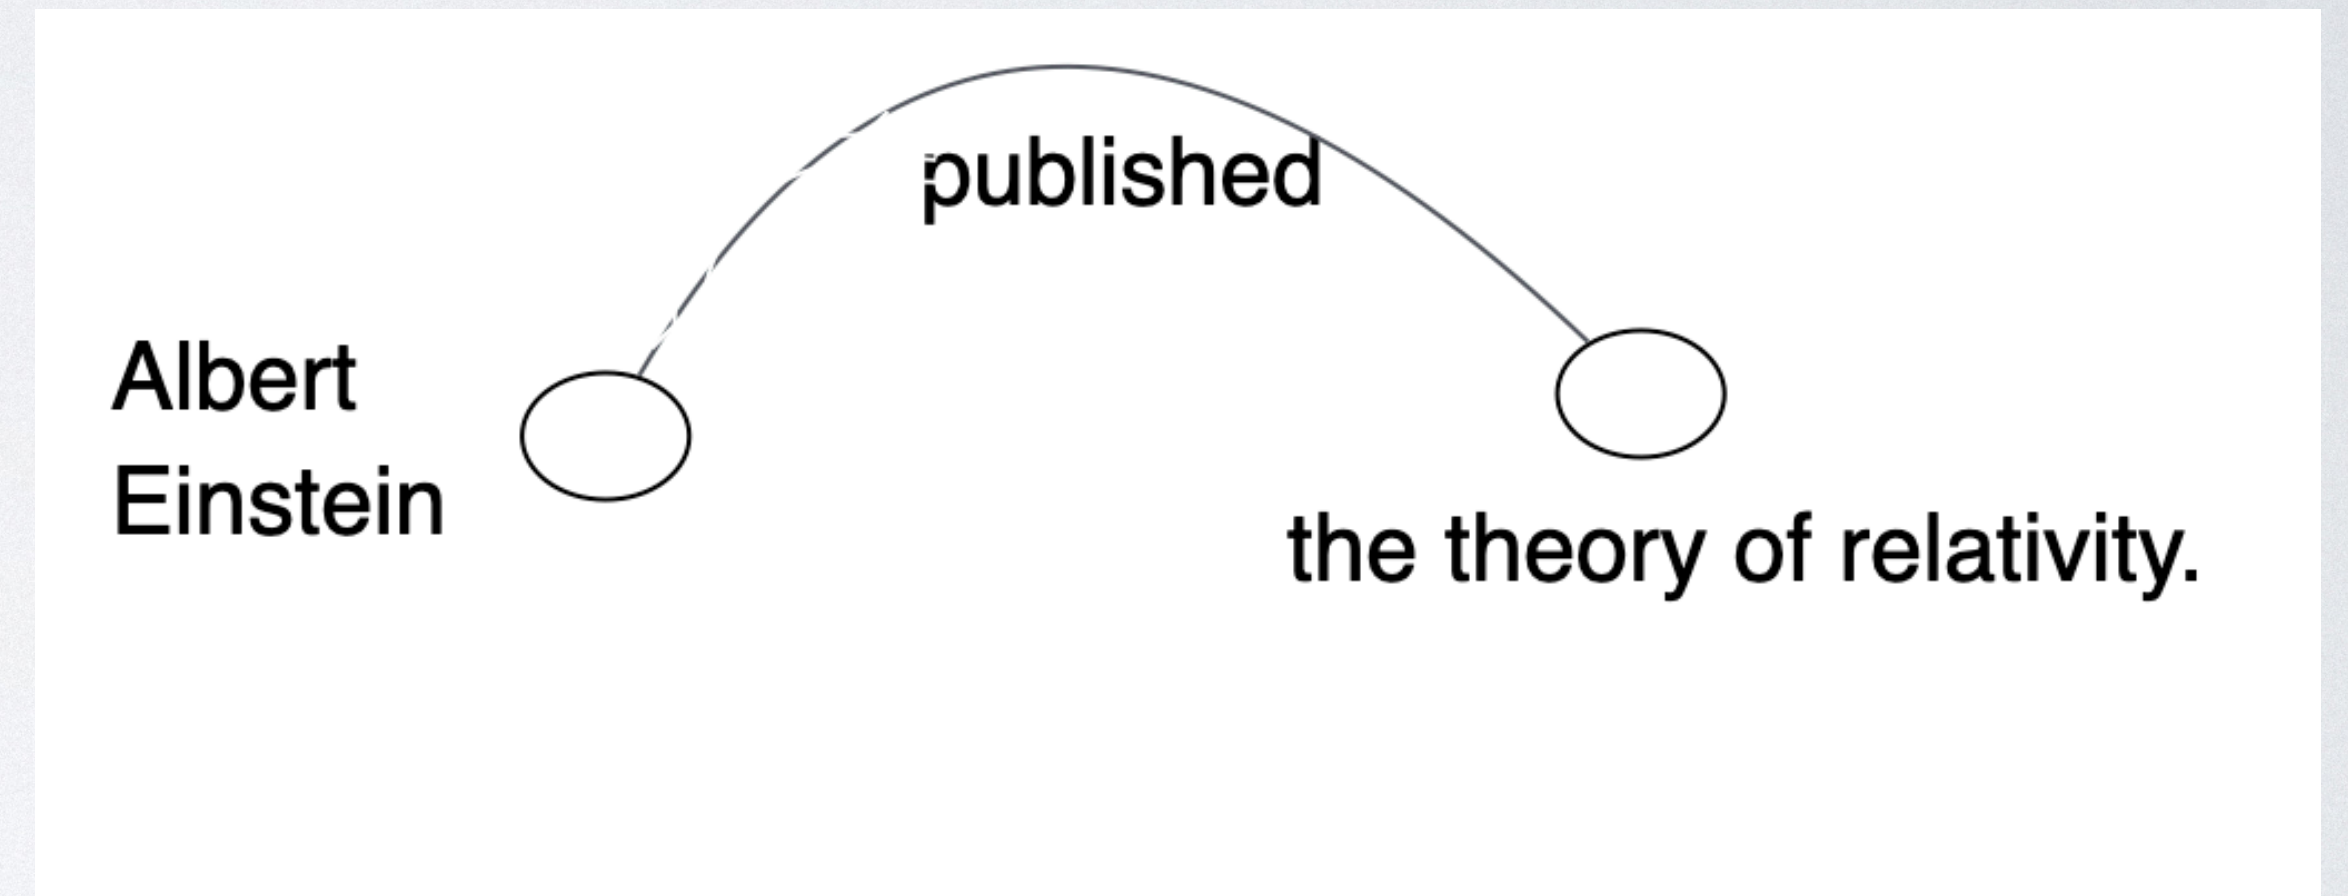 published
Albert
Einstein
the theory of relativity.